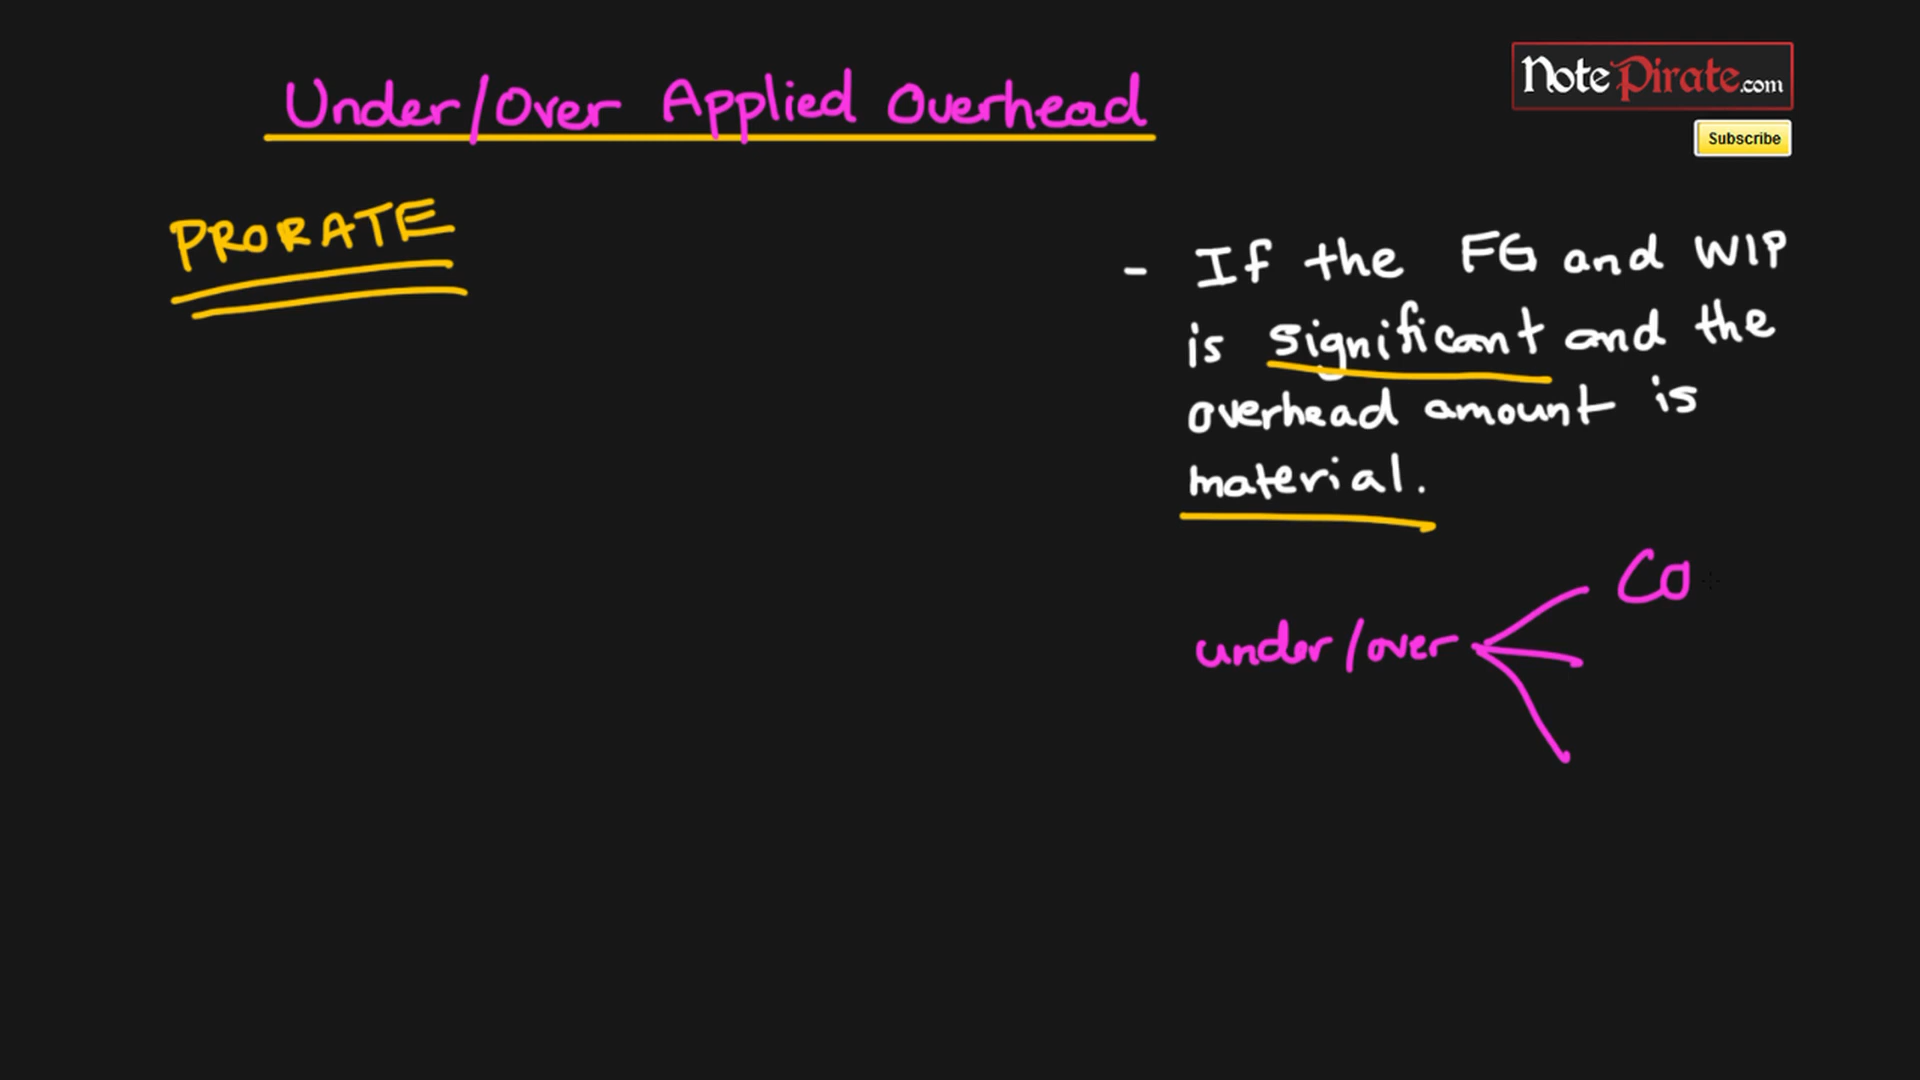 Under/Over Applied Overhead
NotePirate.com
Subscribe
PRORATE
- If the FG and WIP
is significant and the
overhead amount is
material.
Co
under/over